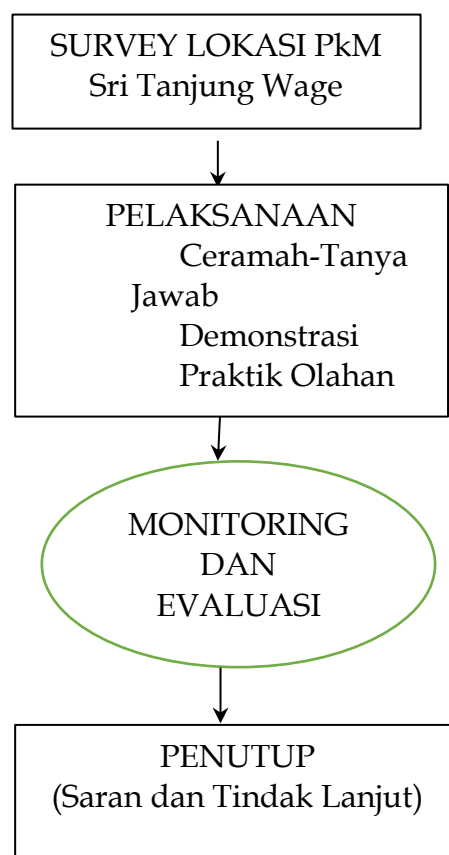 SURVEY LOKASI PkM
Sri Tanjung Wage
PELAKSANAAN
Ceramah-Tanya
Jawab
Demonstrasi
Praktik Olahan
MONITORING
DAN
EVALUASI
PENUTUP
(Saran dan Tindak Lanjut)